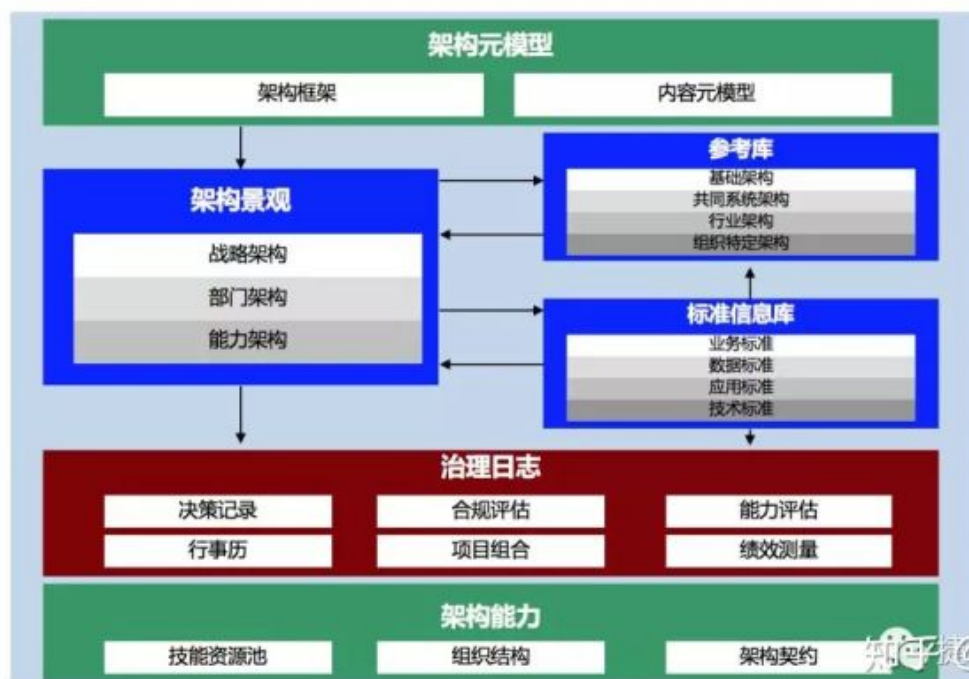 架构元模型
架构框架
内容元模型
架构景观
战略架构
部门架构
能力架构
参考库
基础架构
共同系统架构
行业架构
组织特定架构
标准信息库
业务标准
数据标准
应用标准
技术标准
治理日志
决策记录
合规评估
能力评估
行事历
项目组合
绩效测量
架构能力
技能资源池
组织结构
架构契约